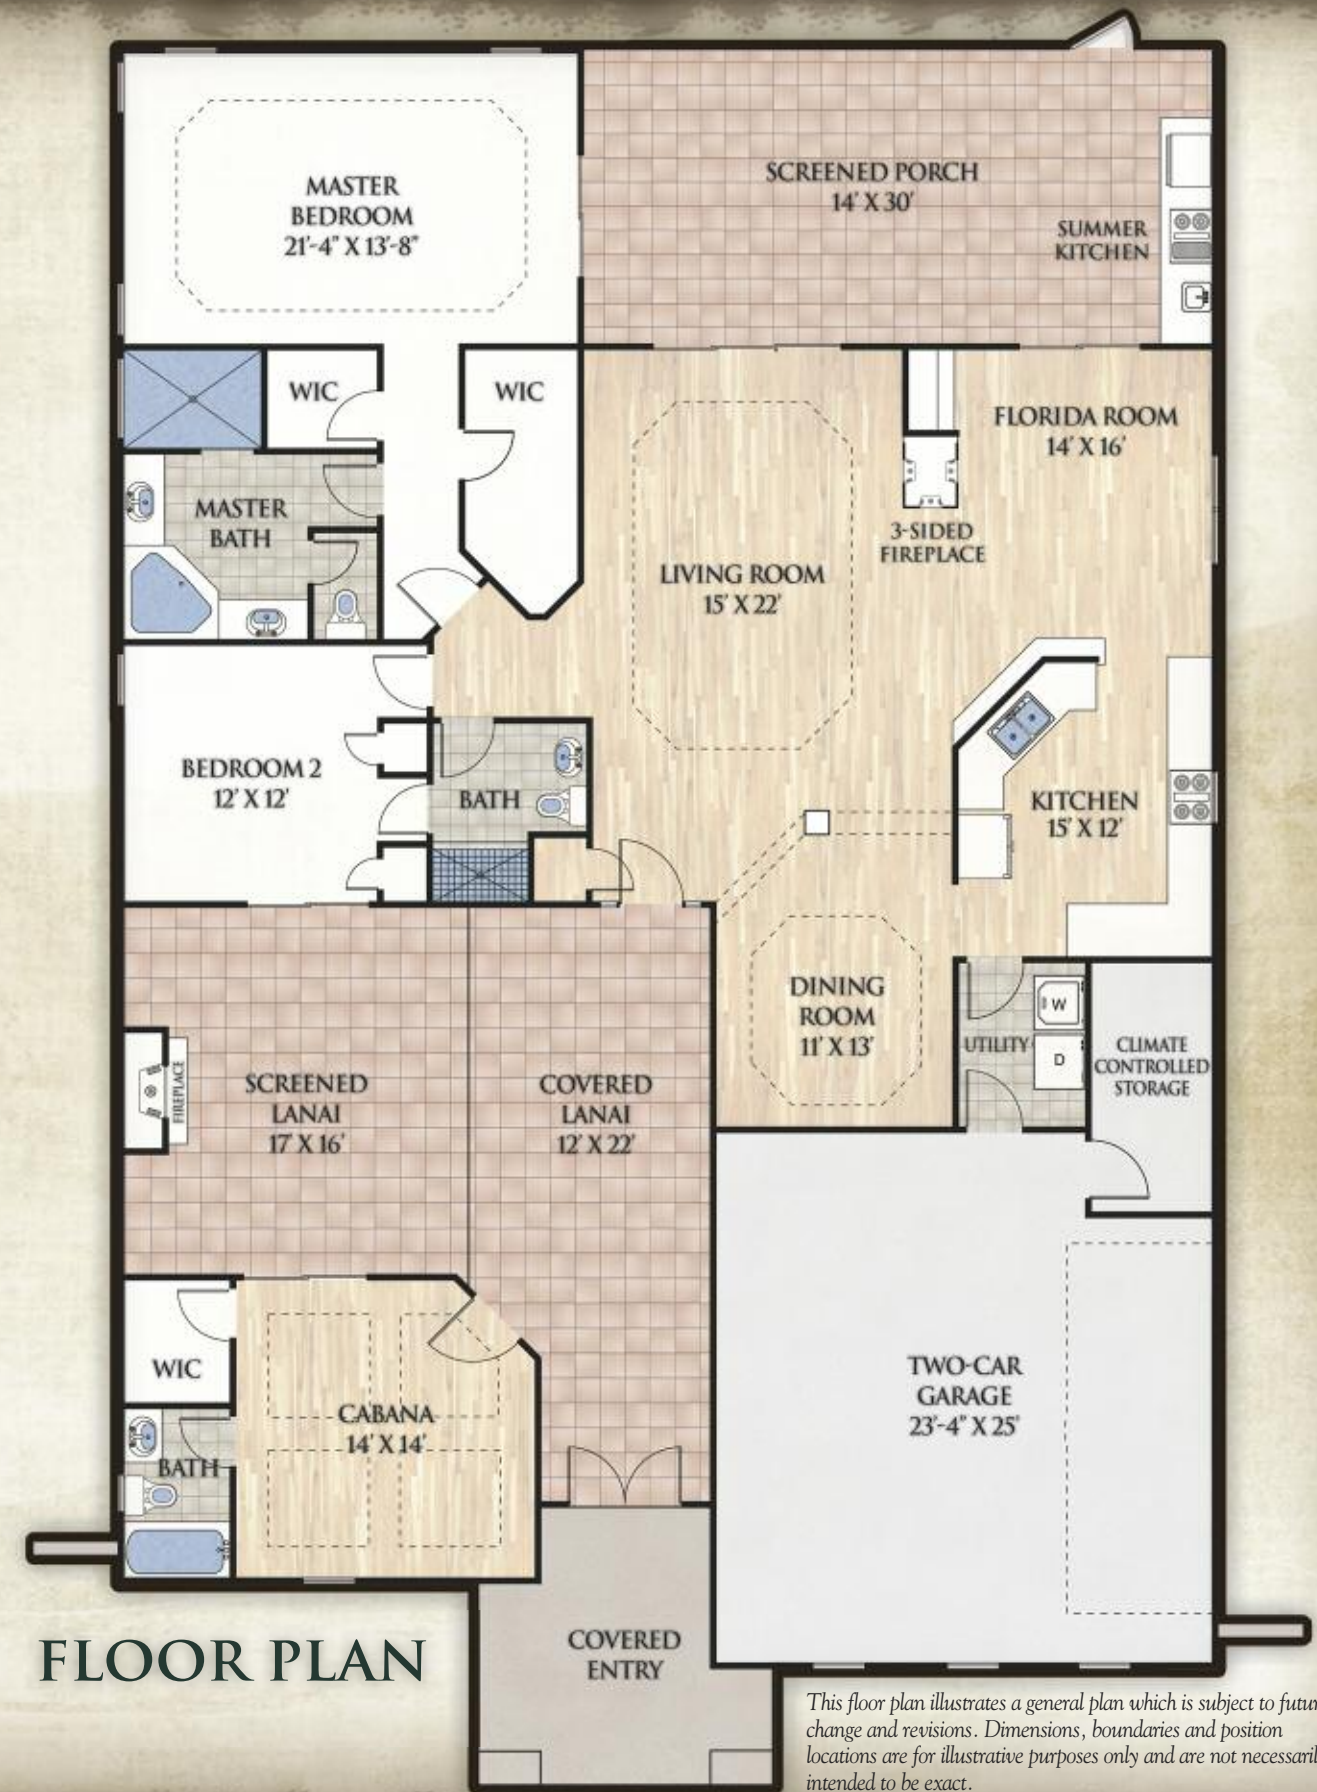 MASTER
BEDROOM
21'-4" X 13'-8"
SCREENED PORCH
14' X 30'
SUMMER
KITCHEN
WIC
WIC
FLORIDA ROOM
14' X 16'
MASTER
BATH
3-SIDED
FIREPLACE
LIVING ROOM
15' X 22'
BEDROOM 2
12' X 12'
BATH
KITCHEN
15' X 12'
DINING
ROOM
11' X 13'
W
UTILITY
D
CLIMATE
CONTROLLED
STORAGE
FIREPLACE
SCREENED
LANAI
17' X 16'
COVERED
LANAI
12' X 22'
WIC
CABANA
14' X 14'
BATH
TWO-CAR
GARAGE
23'-4" X 25'
COVERED
ENTRY
FLOOR PLAN
This floor plan illustrates a general plan which is subject to
change and revisions. Dimensions, boundaries and position
locations are for illustrative purposes only and are not
intended to be exact.